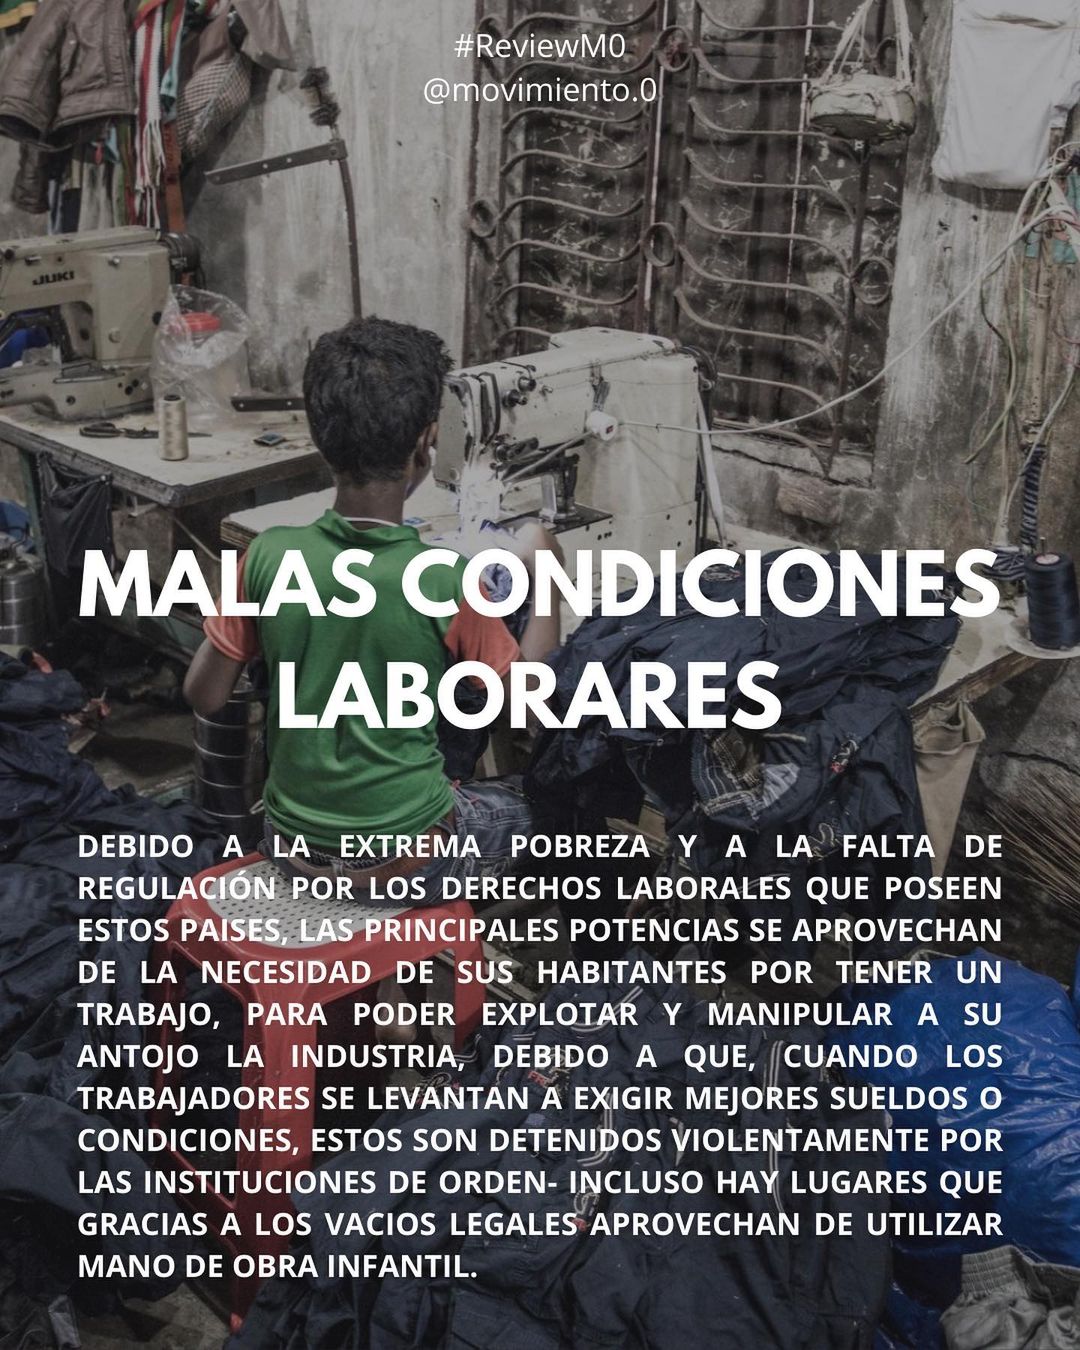 #ReviewM0
@movimiento.0
JUKI
MALAS CONDICIONES
LABORARES
DEBIDO A LA EXTREMA POBREZA Y A LA FALTA DE
REGULACIÓN POR LOS DERECHOS LABORALES QUE POSEEN
ESTOS PAISES, LAS PRINCIPALES POTENCIAS SE APROVECHAN
DE LA NECESIDAD DE SUS HABITANTES POR TENER UN
TRABAJO, PARA PODER EXPLOTAR Y MANIPULAR A SU
ANTOJO LA INDUSTRIA, DEBIDO A QUE, CUANDO LOS
TRABAJADORES SE LEVANTAN A EXIGIR MEJORES SUELDOS O
CONDICIONES, ESTOS SON DETENIDOS VIOLENTAMENTE POR
LAS INSTITUCIONES DE ORDEN- INCLUSO HAY LUGARES QUE
GRACIAS A LOS VACIOS LEGALES APROVECHAN DE UTILIZAR
MANO DE OBRA INFANTIL.